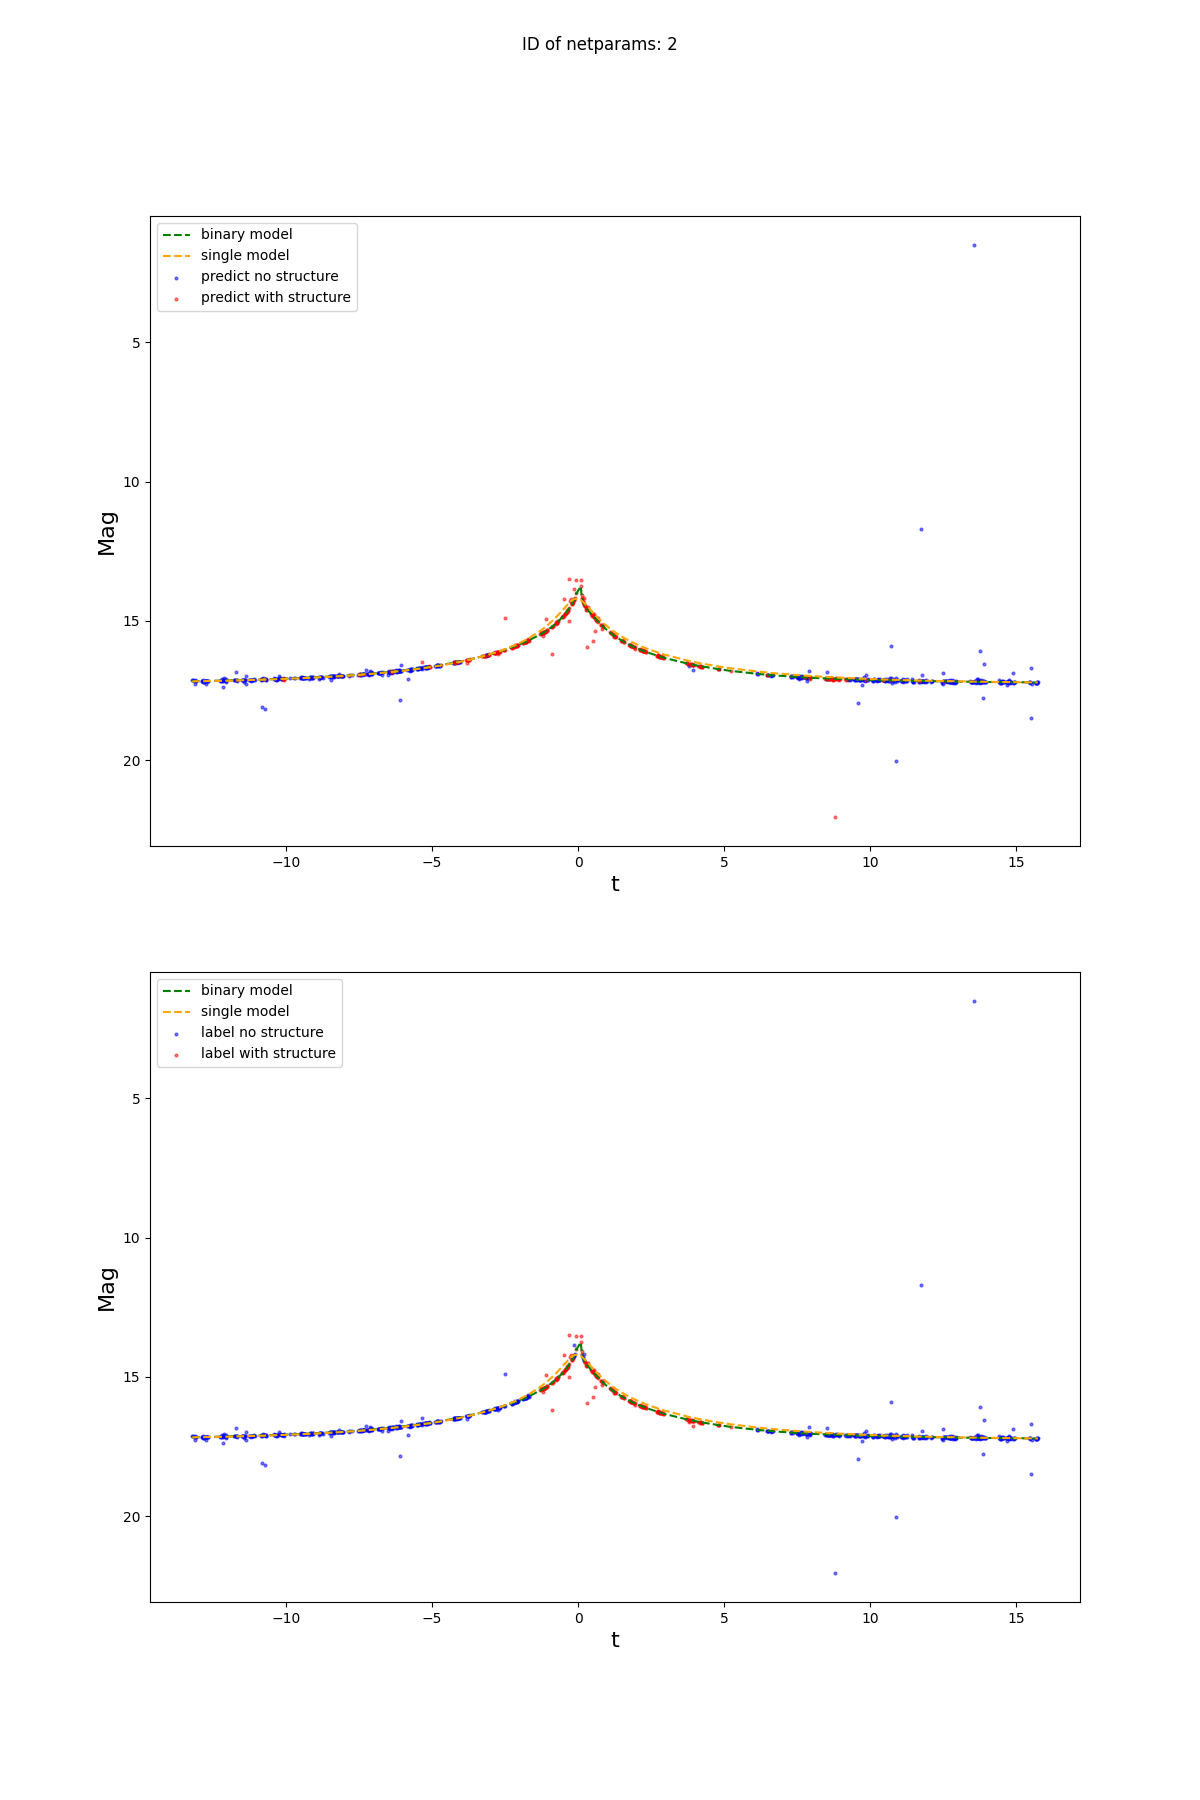 ID of netparams: 2
binary model
single model
predict no structure
predict with structure
5
10
15
20
Mag
−10
−5
0
5
10
15
t
binary model
single model
label no structure
label with structure
5
10
15
20
Mag
−10
−5
0
5
10
15
t